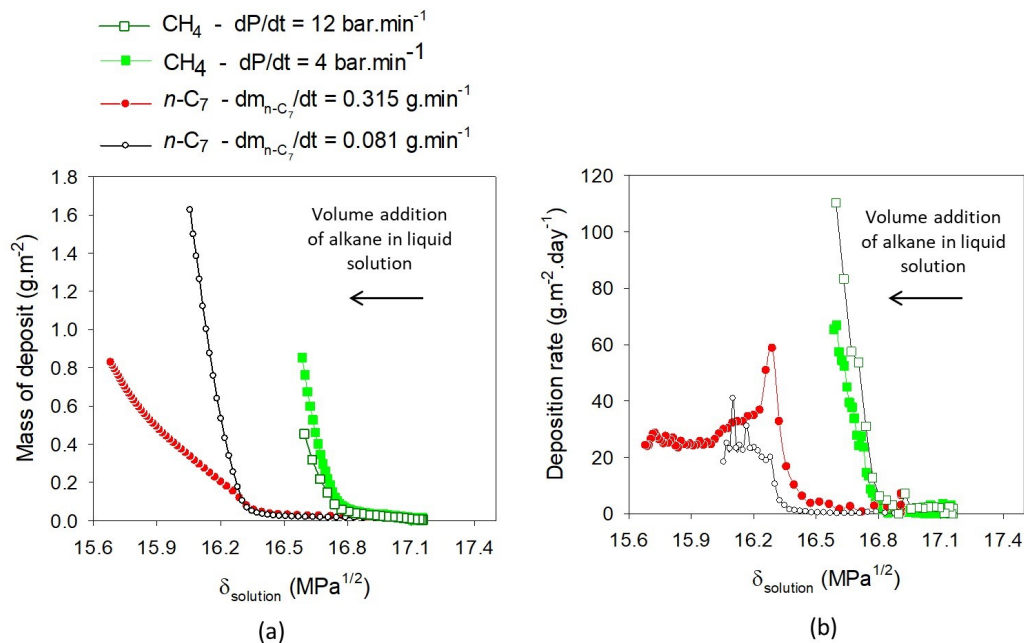 CH₄ - dP/dt = 12 bar.min⁻¹
CH₄ - dP/dt = 4 bar.min⁻¹
n-C₇ - dmₙ₋C₇/dt = 0.315 g.min⁻¹
n-C₇ - dmₙ₋C₇/dt = 0.081 g.min⁻¹
Mass of deposit (g.m⁻²)
1.8
1.6
1.4
1.2
1.0
0.8
0.6
0.4
0.2
0.0
Volume addition
of alkane in liquid
solution
15.6 15.9 16.2 16.5 16.8 17.1 17.4
δsolution (MPa¹/²)
(a)
Deposition rate (g.m⁻².day⁻¹)
120
100
80
60
40
20
0
Volume addition
of alkane in liquid
solution
15.6 15.9 16.2 16.5 16.8 17.1 17.4
δsolution (MPa¹/²)
(b)